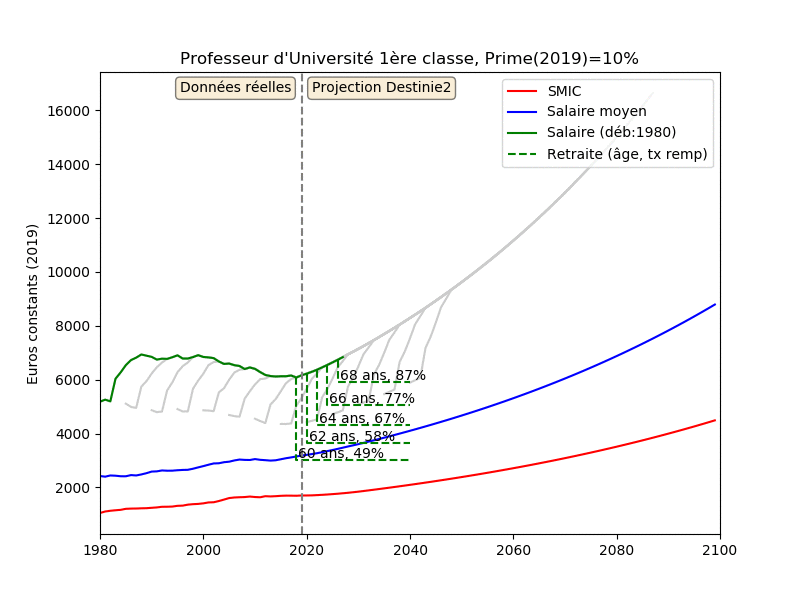 Professeur d'Université 1ère classe, Prime(2019)=10%
Données réelles
Projection Destinie2
SMIC
Salaire moyen
Salaire (déb:1980)
Retraite (âge, tx remp)
Euros constants (2019)
16000
14000
12000
10000
8000
6000
4000
2000
68 ans, 87%
66 ans, 77%
64 ans, 67%
62 ans, 58%
60 ans, 49%
1980
2000
2020
2040
2060
2080
2100